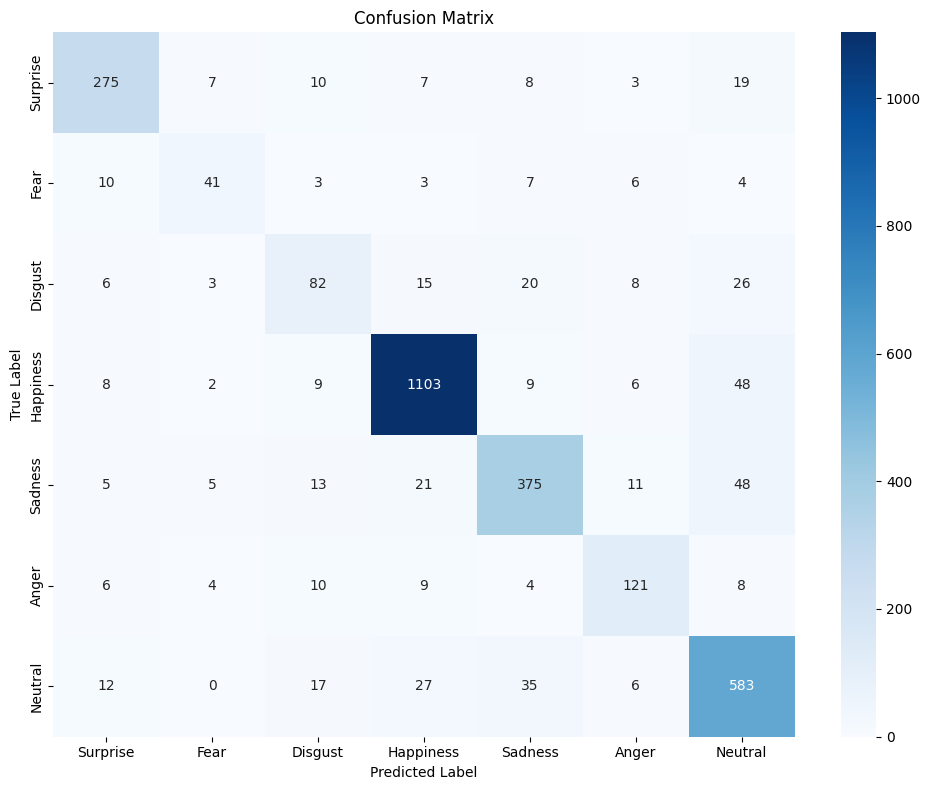 Confusion Matrix
True Label
Surprise 275 7 10 7 8 3 19
Fear 10 41 3 3 7 6 4
Disgust 6 3 82 15 20 8 26
Happiness 8 2 9 1103 9 6 48
Sadness 5 5 13 21 375 11 48
Anger 6 4 10 9 4 121 8
Neutral 12 0 17 27 35 6 583
Surprise Fear Disgust Happiness Sadness Anger Neutral
Predicted Label
1000
800
600
400
200
0